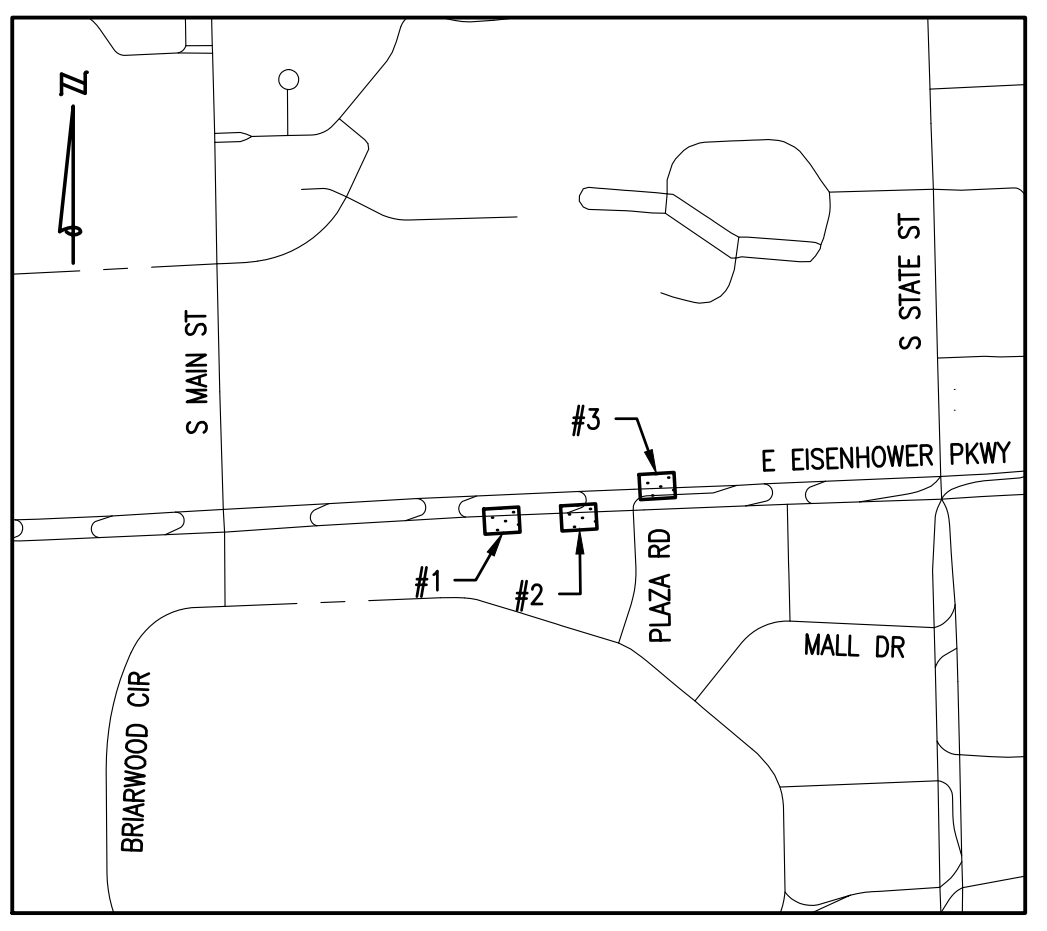 N
S MAIN ST
S STATE ST
#3
E EISENHOWER PKWY
#1
#2
PLAZA RD
MALL DR
BRIARWOOD CIR